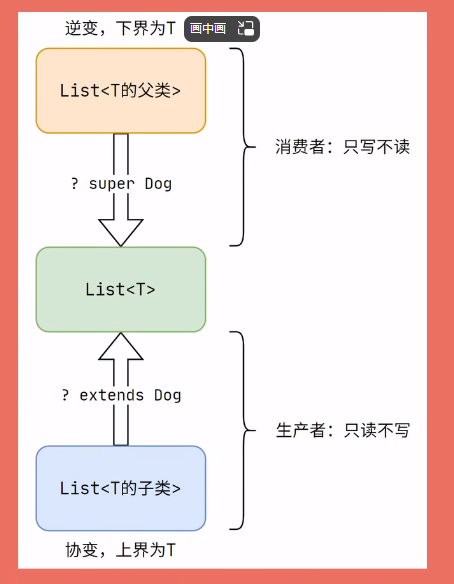 逆变，下界为T
画中画
List<T的父类>
消费者：只写不读
? super Dog
List<T>
? extends Dog
生产者：只读不写
List<T的子类>
协变，上界为T